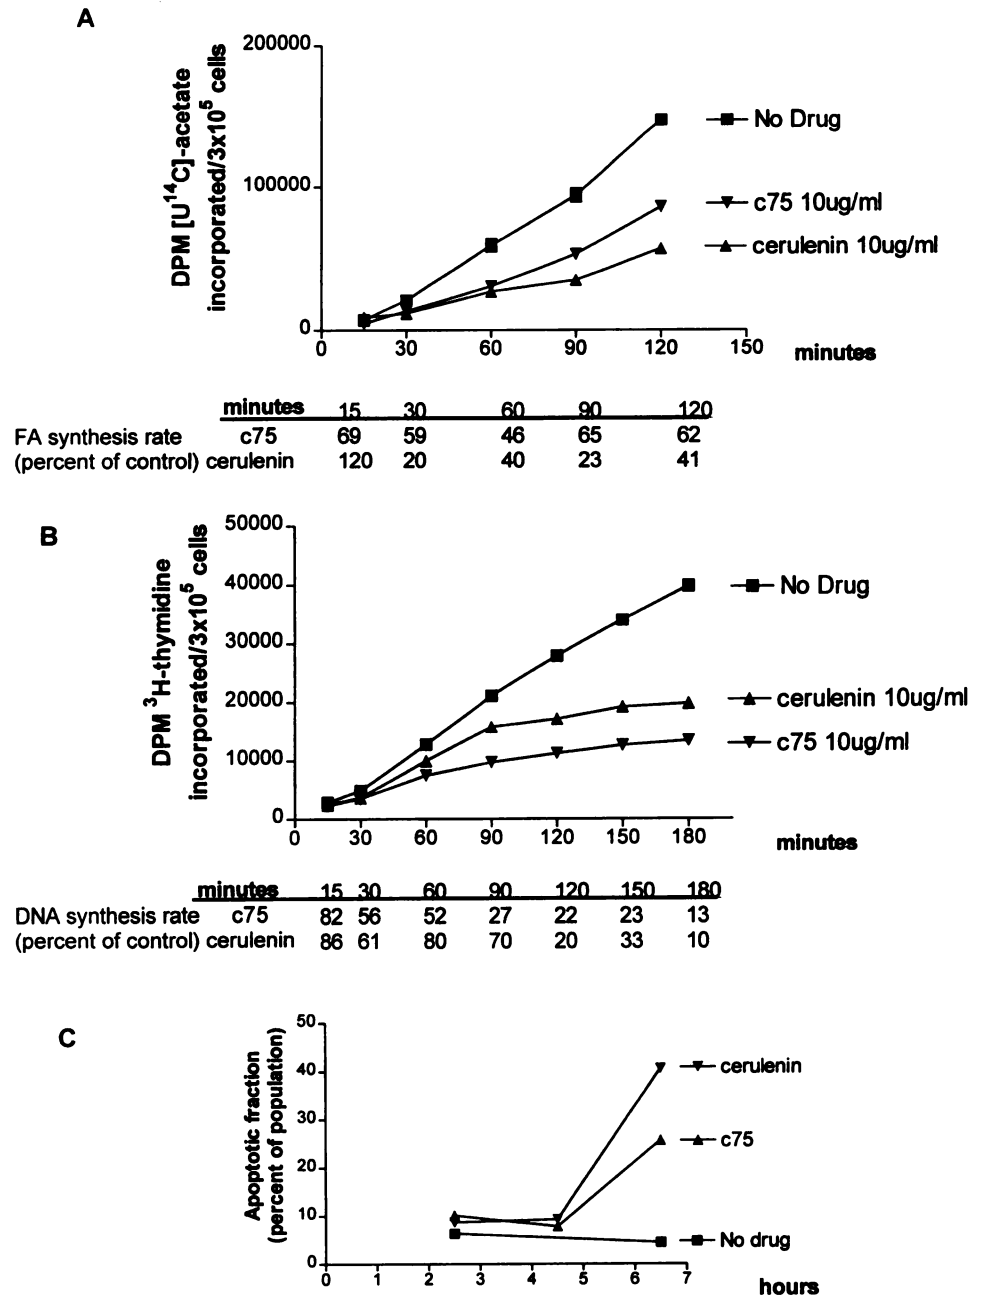 A
DPM [U14C]-acetate
incorporated/3x10^5 cells
200000
100000
0
0 30 60 90 120 150
minutes
No Drug
c75 10ug/ml
cerulenin 10ug/ml
minutes 15 30 60 90 120
FA synthesis rate c75 69 59 46 65 62
(percent of control) cerulenin 120 20 40 23 41
B
DPM 3H-thymidine
incorporated/3x10^5 cells
50000
40000
30000
20000
10000
0
0 30 60 90 120 150 180
minutes
No Drug
cerulenin 10ug/ml
c75 10ug/ml
minutes 15 30 60 90 120 150 180
DNA synthesis rate c75 82 56 52 27 22 23 13
(percent of control) cerulenin 86 61 80 70 20 33 10
C
Apoptotic fraction
(percent of population)
50
40
30
20
10
0
0 1 2 3 4 5 6 7
hours
cerulenin
c75
No drug